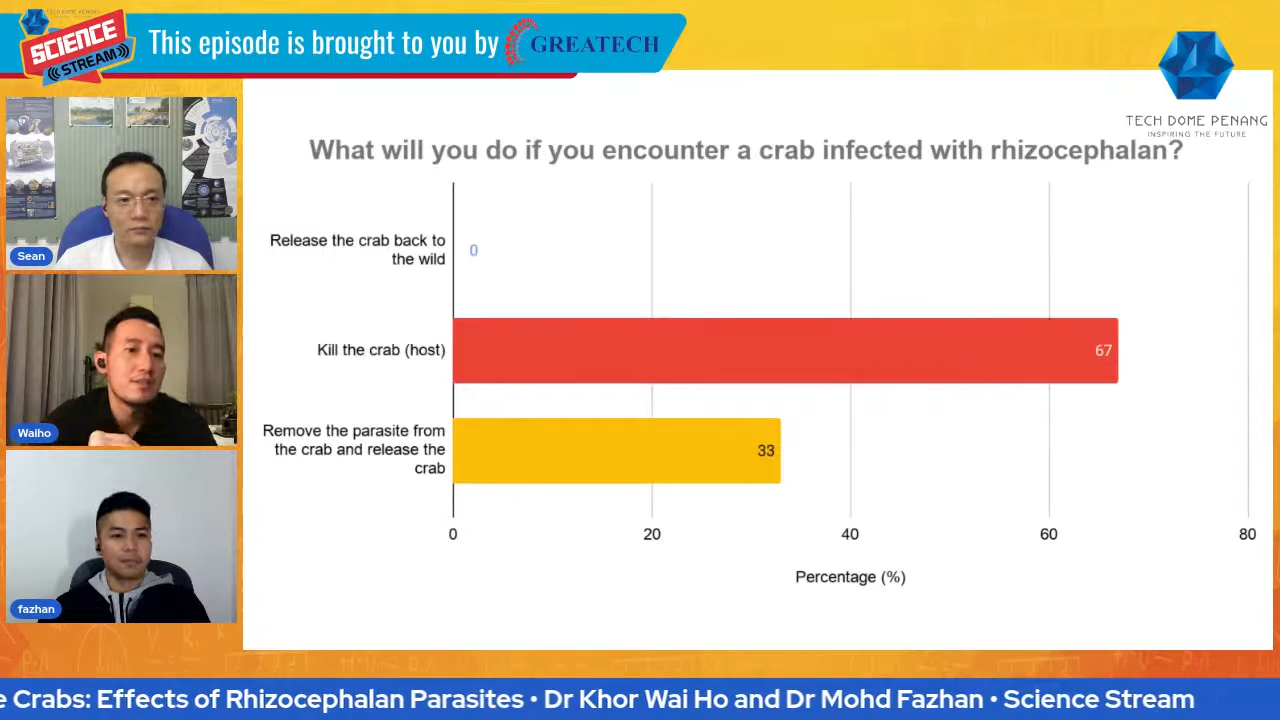 TECH DOME PENANG
SCIENCE
STREAM
This episode is brought to you by GREATECH
TECH DOME PENANG
INSPIRING THE FUTURE
Sean
Waiho
fazhan
What will you do if you encounter a crab infected with rhizocephalan?
Release the crab back to
the wild
0
Kill the crab (host)
67
Remove the parasite from
the crab and release the
crab
33
0 20 40 60 80
Percentage (%)
e Crabs: Effects of Rhizocephalan Parasites • Dr Khor Wai Ho and Dr Mohd Fazhan • Science Stream